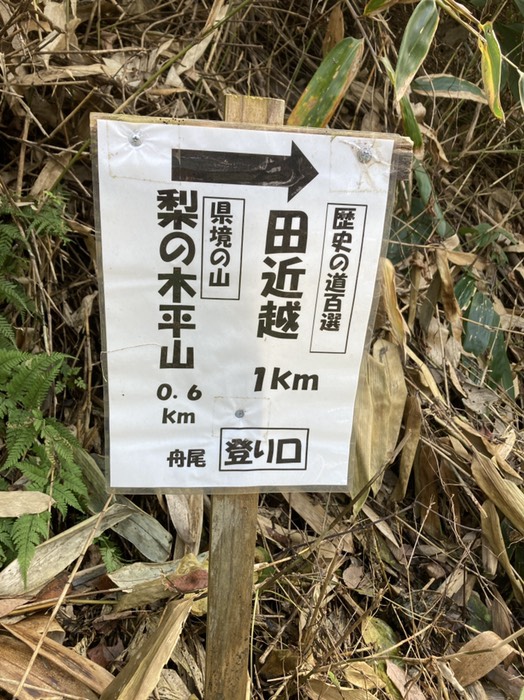 歴史の道百選
田近越
1km
県境の山
梨の木平山
0.6
km
舟尾
登り口